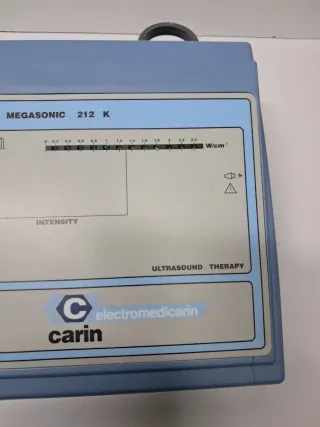 MEGASONIC 212 K
W/cm²
INTENSITY
ULTRASOUND THERAPY
C electromedicarin
carin